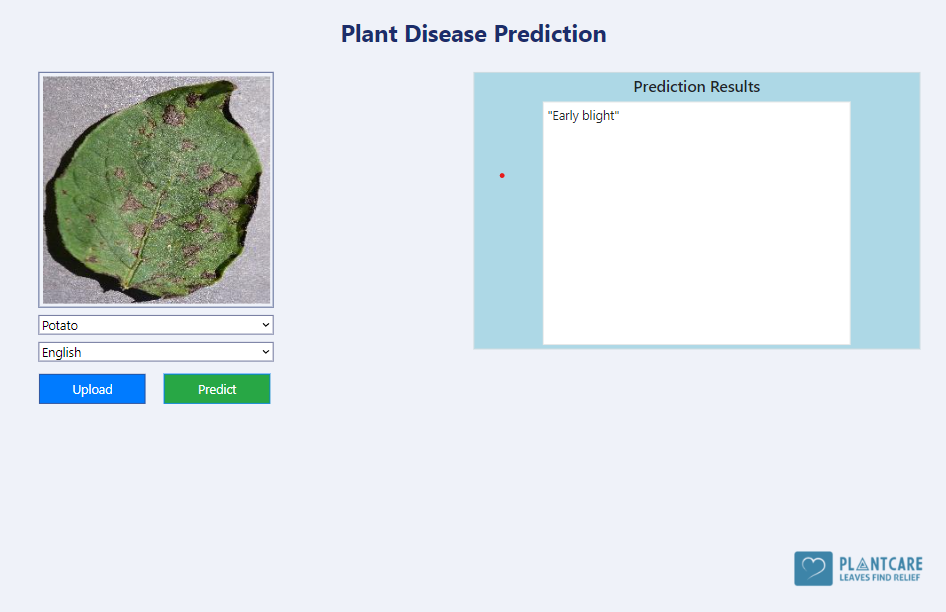 Plant Disease Prediction
Prediction Results
"Early blight"
Potato
English
Upload
Predict
PLANTCARE
LEAVES FIND RELIEF